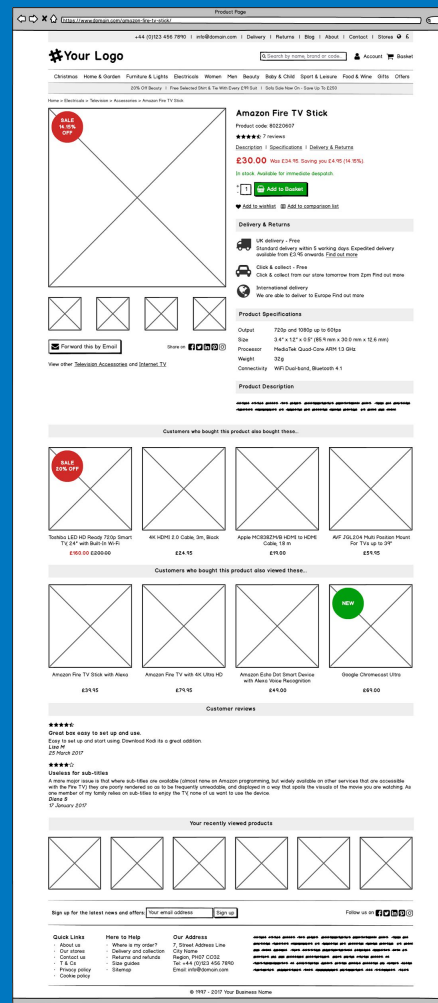 Product Page
https://www.domain.com/amazon-fire-tv-stick/
+44 (0)123 456 7890 | info@domain.com | Delivery | Returns | Blog | About | Contact | Stores £
#Your Logo
Search by name, brand or code...
Account
Basket
Christmas Home & Garden Furniture & Lights Electricals Women Men Beauty Baby & Child Sport & Leisure Food & Wine Gifts Offers
20% Off Beauty | Free Selected Shirt & Tie With Every £99 Suit | Sofa Sale Now On - Save Up To £250
Home > Electricals > Television > Accessories > Amazon Fire TV Stick
SALE
14.15%
OFF
Forward this by Email
Share on
View other Television Accessories and Internet TV
Amazon Fire TV Stick
Product code: 80220607
7 reviews
Description | Specifications | Delivery & Returns
£30.00 Was £34.95. Saving you £4.95 (14.15%)
In stock. Available for immediate despatch.
1
Add to Basket
Add to wishlist
Add to comparison list
Delivery & Returns
UK delivery - Free
Standard delivery within 5 working days. Expedited delivery
available from £3.95 onwards. Find out more
Click & collect - Free
Click & collect from our store tomorrow from 2pm Find out more
International delivery
We are able to deliver to Europe Find out more
Product Specifications
Output 720p and 1080p up to 60fps
Size 3.4" x 1.2" x 0.5" (85.9 mm x 30.0 mm x 12.6 mm)
Processor MediaTek Quad-Core ARM 1.3 GHz
Weight 32g
Connectivity WiFi Dual-band, Bluetooth 4.1
Product Description
Customers who bought this product also bought these...
SALE
20% OFF
Toshiba LED HD Ready 720p Smart
TV, 24" with Built-In Wi-Fi
£160.00 £200.00
4K HDMI 2.0 Cable, 3m, Black
£24.95
Apple MC838ZM/B HDMI to HDMI
Cable, 1.8 m
£19.00
AVF JGL204 Multi Position Mount
For TVs up to 39"
£59.95
Customers who bought this product also viewed these...
NEW
Amazon Fire TV Stick with Alexa
£39.95
Amazon Fire TV with 4K Ultra HD
£79.95
Amazon Echo Dot Smart Device
with Alexa Voice Recognition
£49.00
Google Chromecast Ultra
£69.00
Customer reviews
Great box easy to set up and use.
Easy to set up and start using. Download Kodi its a great addition.
Lisa M
25 March 2017
Useless for sub-titles
A more major issue is that where sub-titles are available (almost none on Amazon programming, but widely available on other services that are accessible
with the Fire TV) they are poorly rendered so as to be frequently unreadable, and displayed in a way that spoils the visuals of the movie you are watching. As
one member of my family relies on sub-titles to enjoy the TV, none of us want to use the device.
Diana B
17 January 2017
Your recently viewed products
Sign up for the latest news and offers:
Your email address
Sign up
Follow us on
Quick Links
· About us
· Our stores
· Contact us
· T & Cs
· Privacy policy
· Cookie policy
Here to Help
· Where is my order?
· Delivery and collection
· Returns and refunds
· Size guides
· Sitemap
Our Address
7, Street Address Line
City Name
Region, PH07 CO32
Tel: +44 (0)123 456 7890
Email: info@domain.com
© 1997 - 2017 Your Business Name